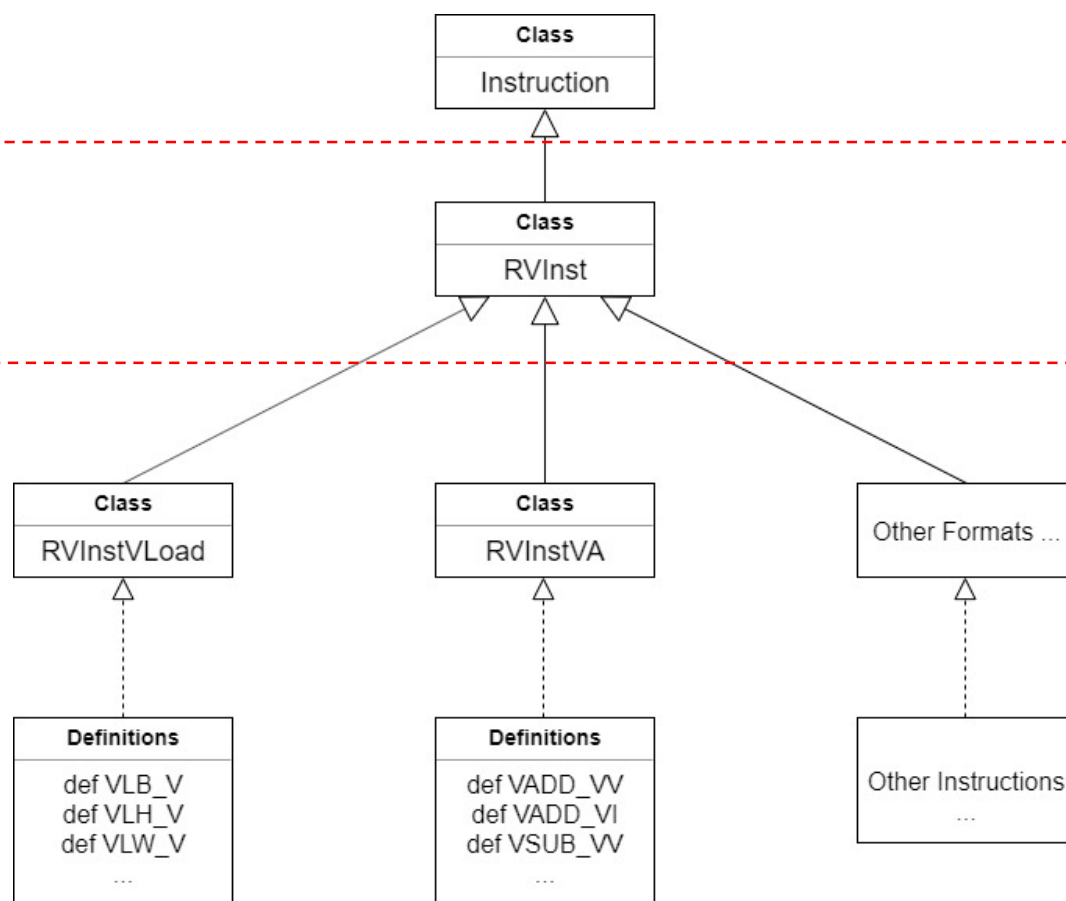 Class
Instruction
Class
RVInst
Class
RVInstVLoad
Class
RVInstVA
Other Formats ...
Definitions
def VLB_V
def VLH_V
def VLW_V
...
Definitions
def VADD_VV
def VADD_VI
def VSUB_VV
...
Other Instructions
...